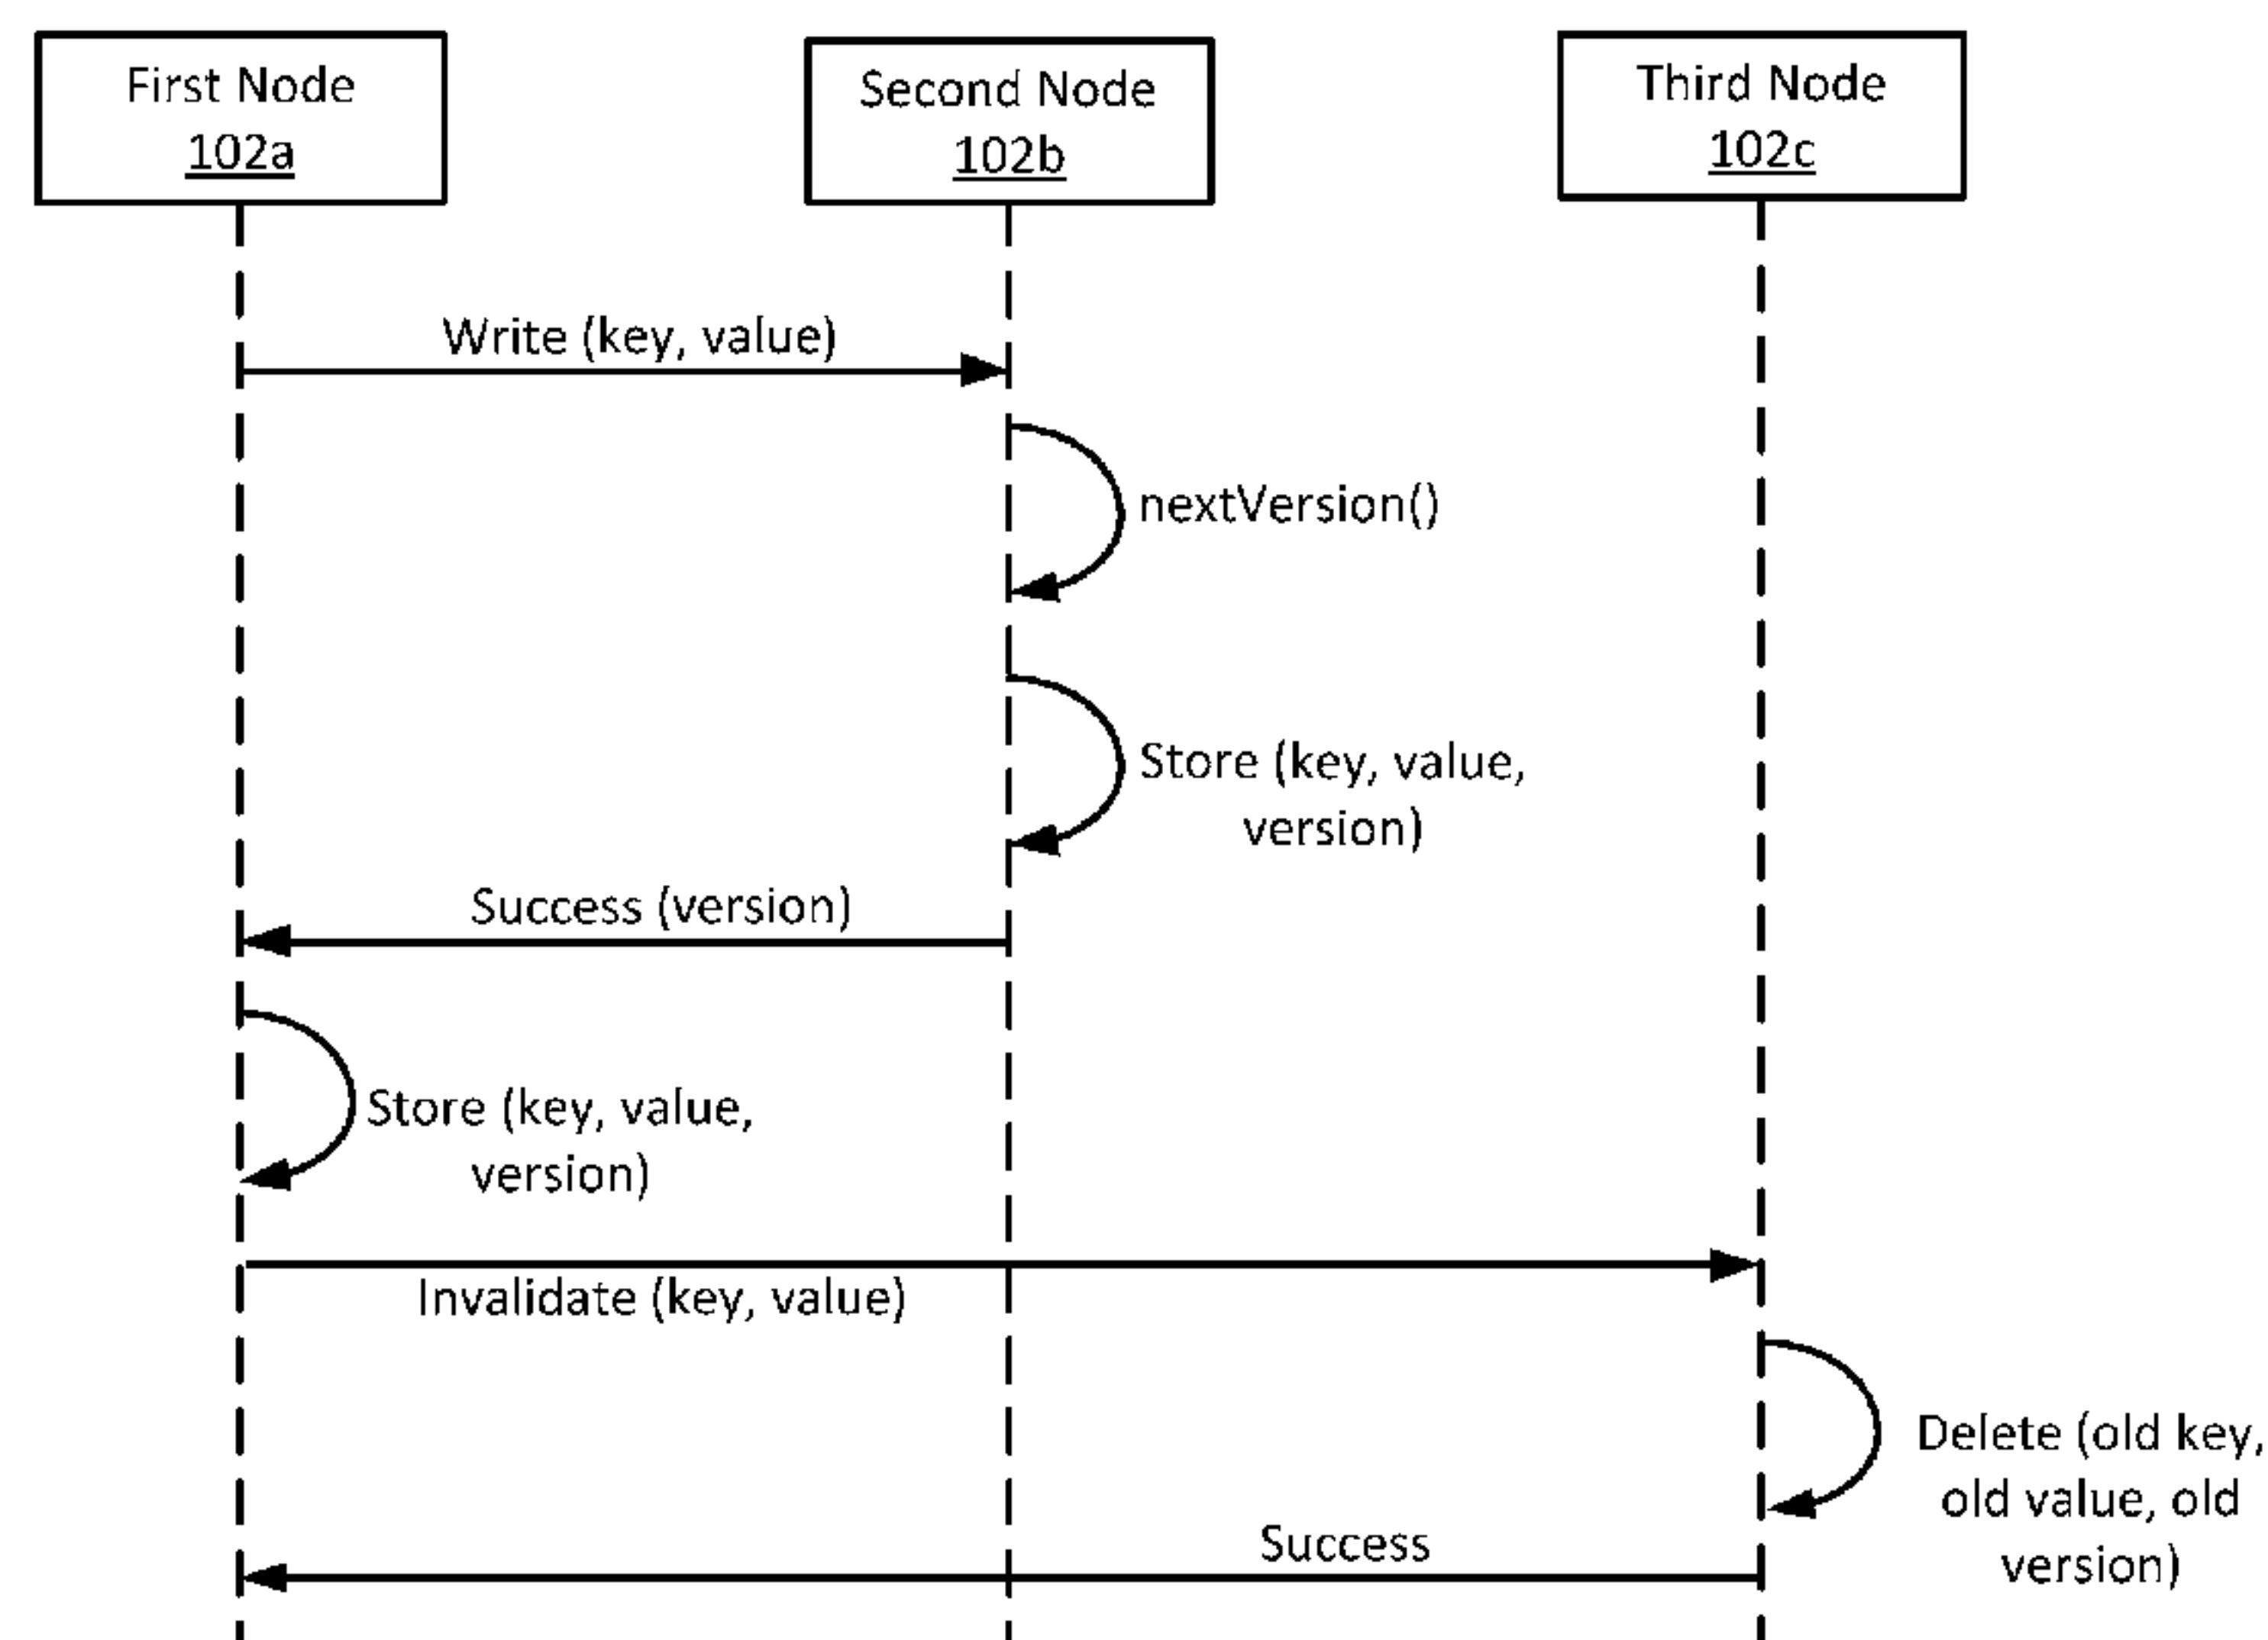 First Node
102a
Second Node
102b
Third Node
102c
Write (key, value)
nextVersion()
Store (key, value,
version)
Success (version)
Store (key, value,
version)
Invalidate (key, value)
Delete (old key,
old value, old
version)
Success